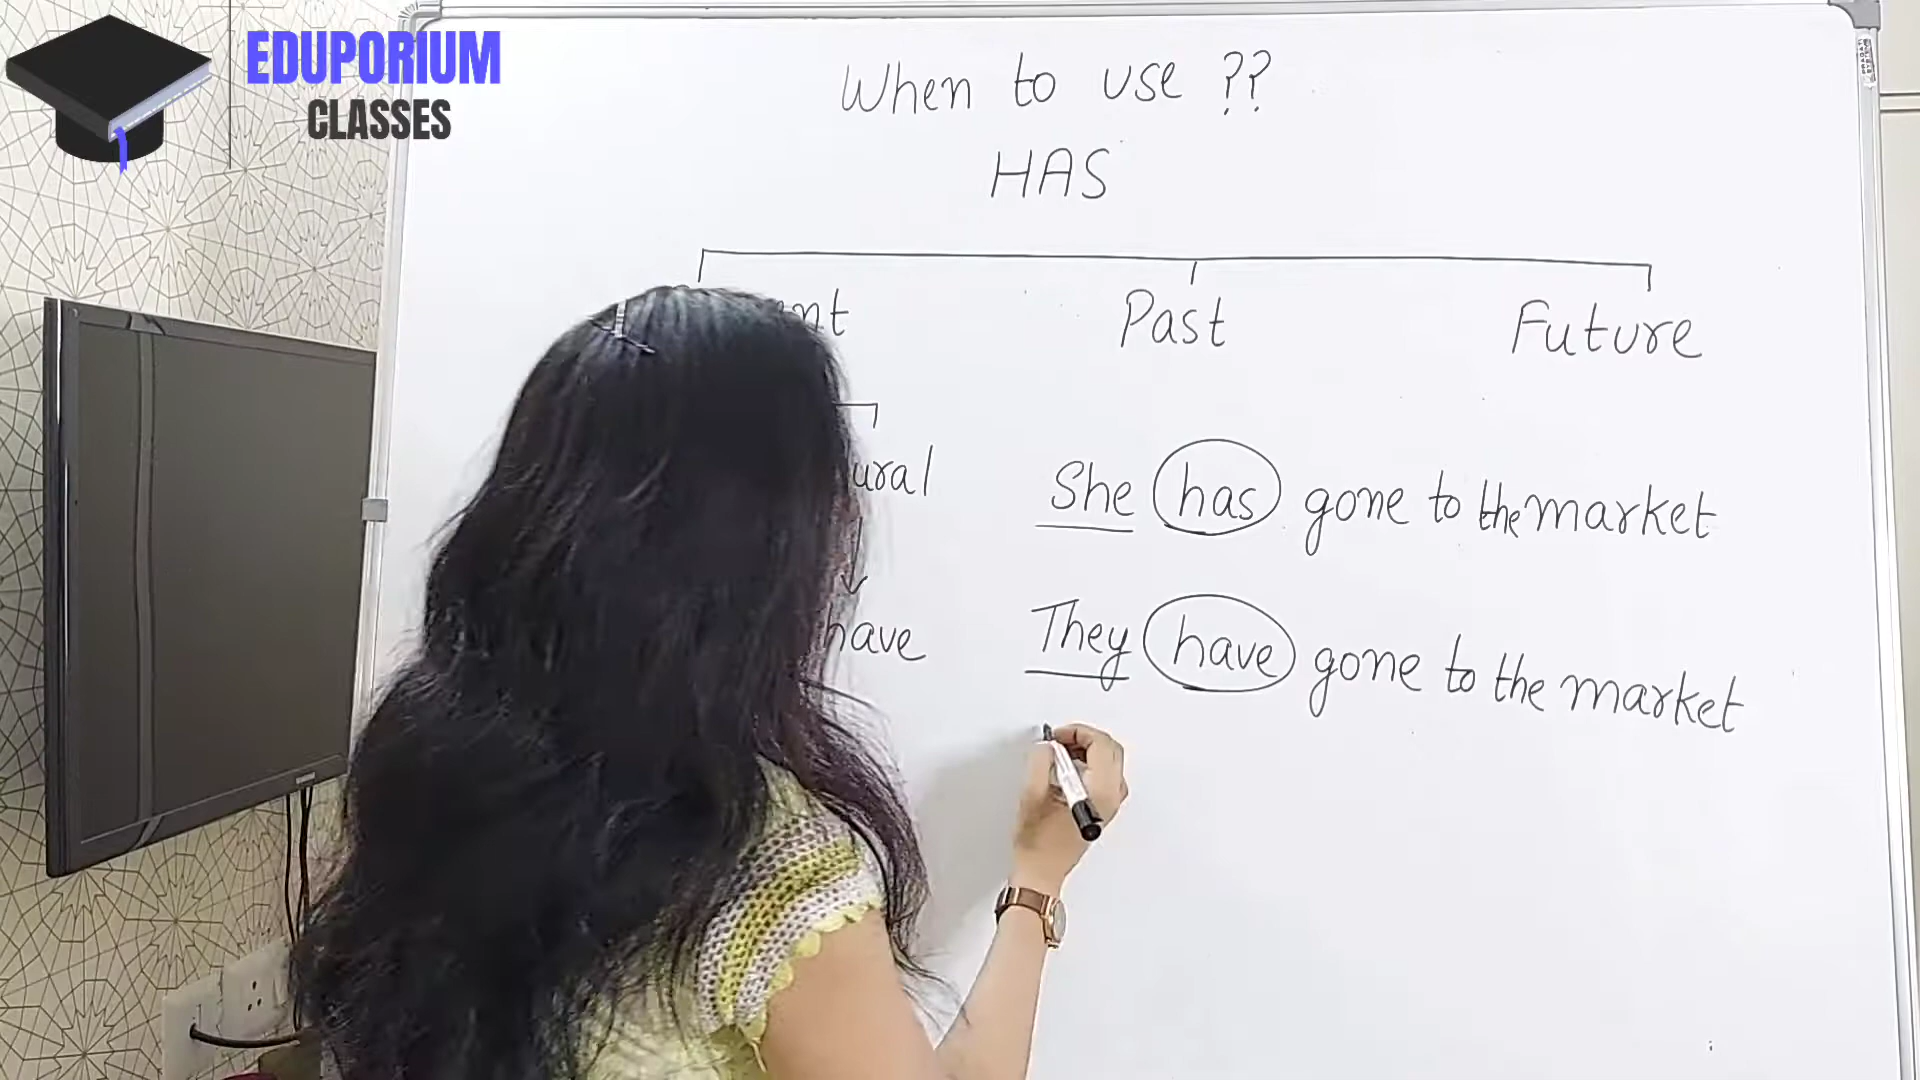 EDUPORIUM
CLASSES
When to use ??
HAS
Past
Future
She has gone to the market
have
They have gone to the market